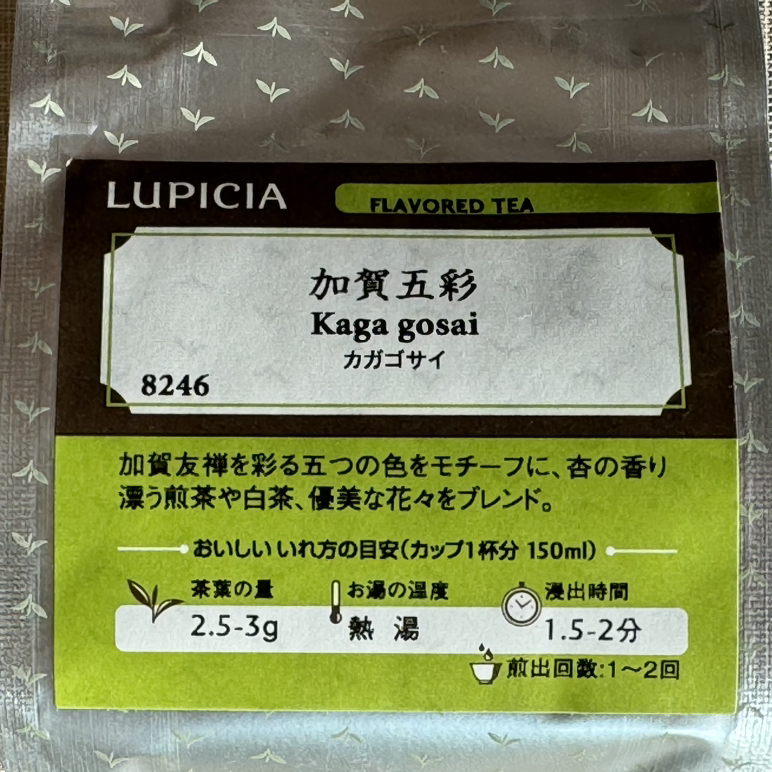 LUPICIA
FLAVORED TEA
加賀五彩
Kaga gosai
カガゴサイ
8246
加賀友禅を彩る五つの色をモチーフに、杏の香り
漂う煎茶や白茶、優美な花々をブレンド。
おいしいいれ方の目安(カップ1杯分 150ml)
茶葉の量
お湯の温度
浸出時間
2.5-3g
熱 湯
1.5-2分
煎出回数:1〜2回